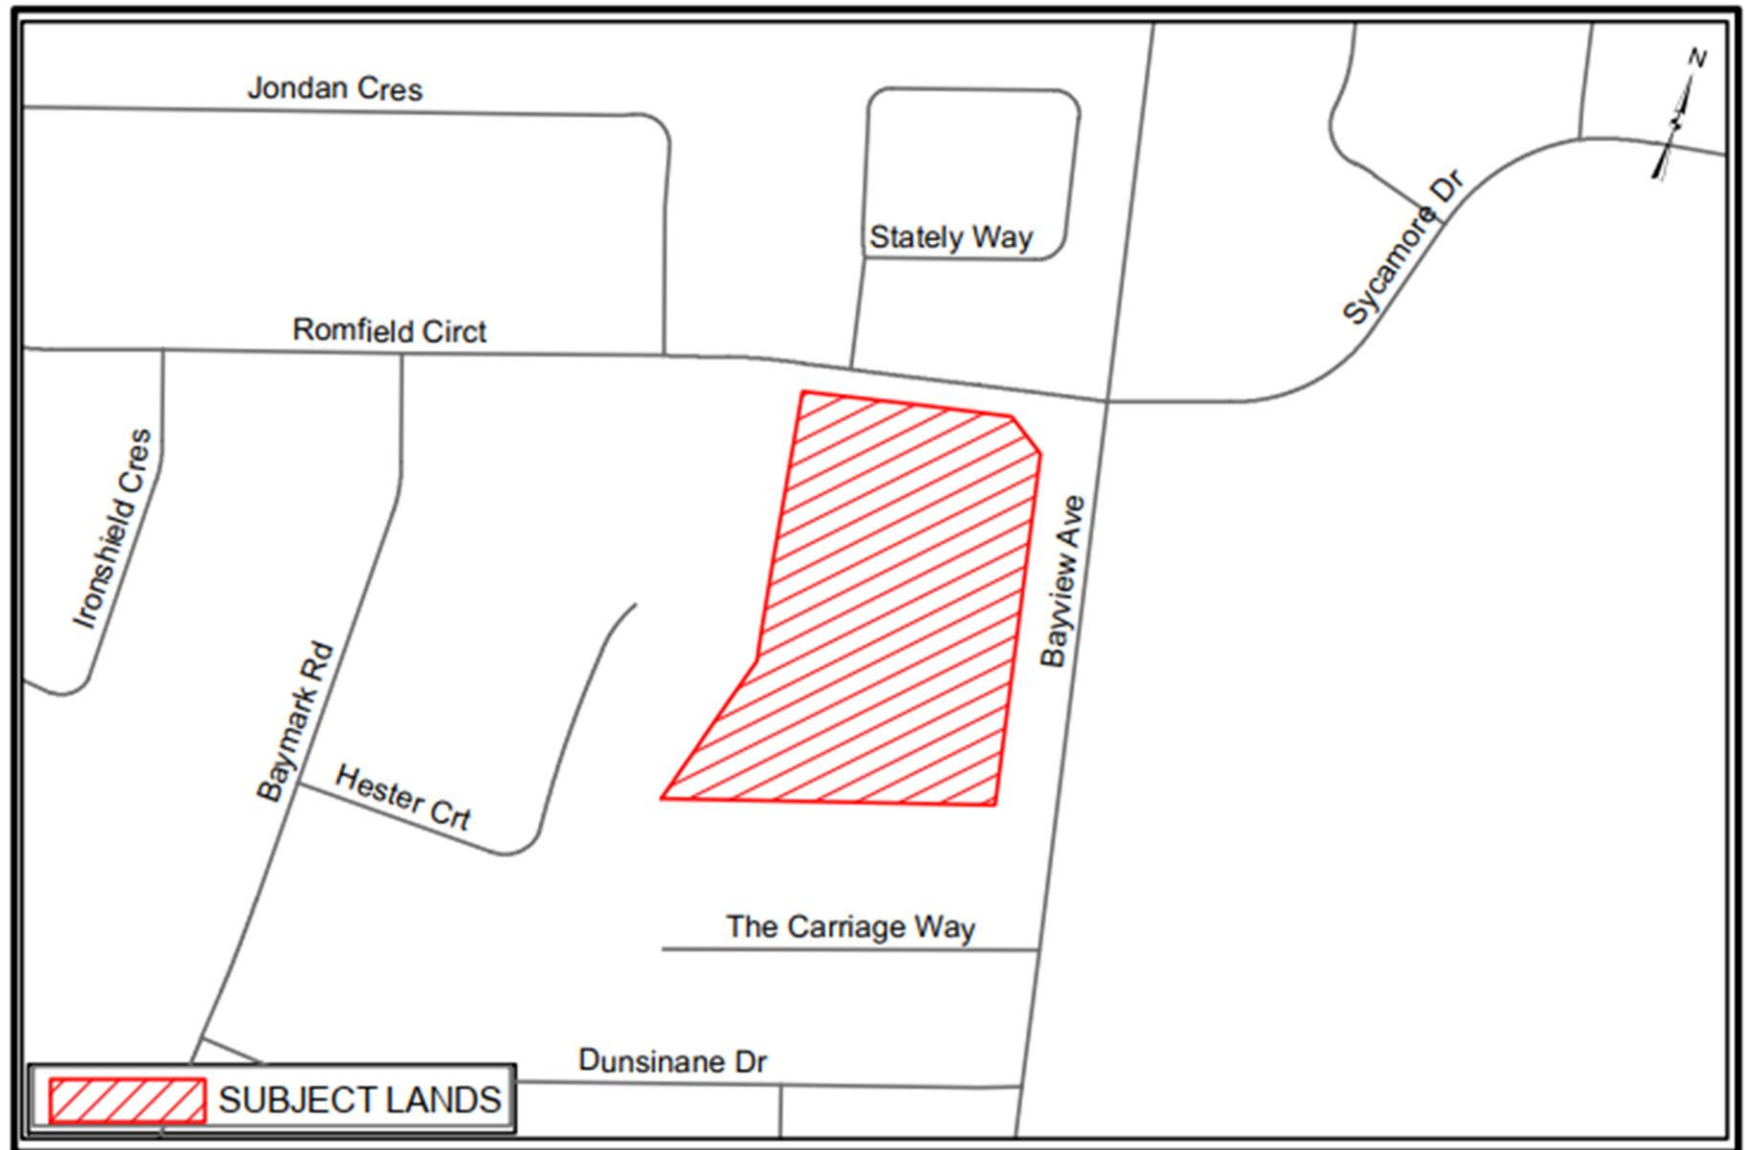 N
Jondan Cres
Stately Way
Sycamore Dr
Romfield Circt
Ironshield Cres
Bayview Ave
Baymark Rd
Hester Crt
The Carriage Way
Dunsinane Dr
SUBJECT LANDS